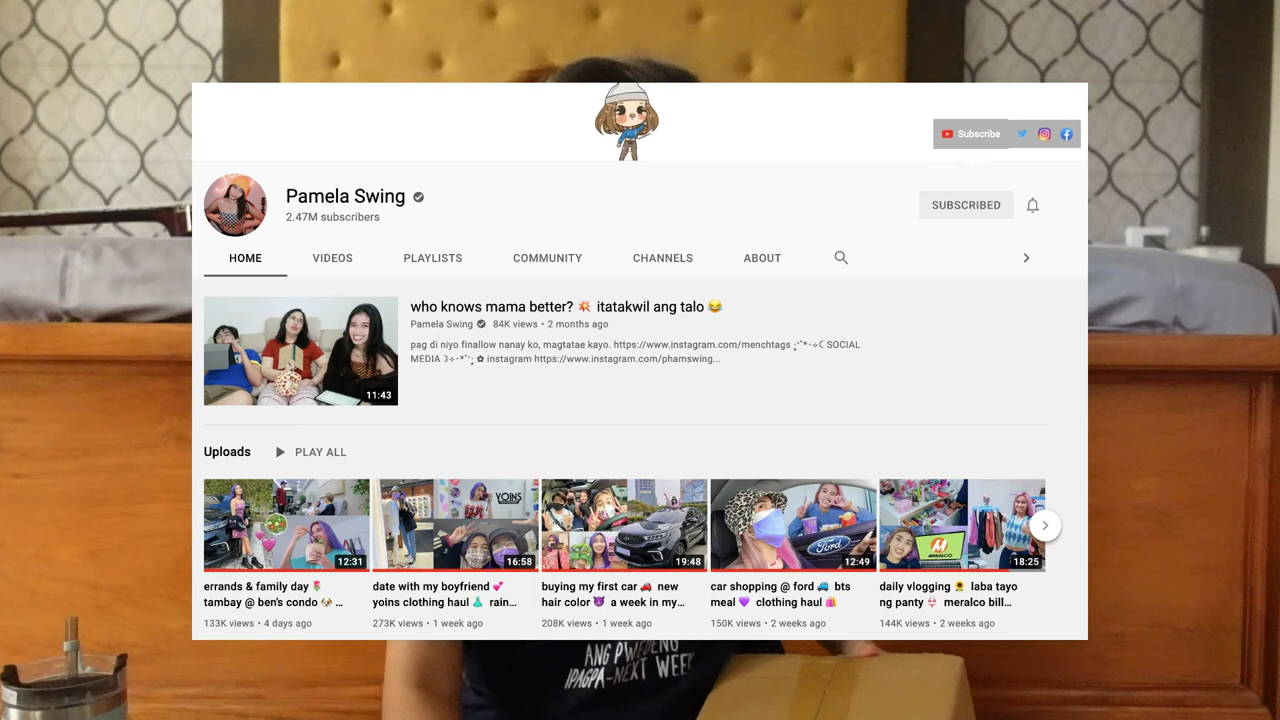 Subscribe
Pamela Swing
2.47M subscribers
SUBSCRIBED
HOME VIDEOS PLAYLISTS COMMUNITY CHANNELS ABOUT
11:43
who knows mama better? 💥 itatakwil ang talo 😂
Pamela Swing 84K views • 2 months ago
pag di niyo finallow nanay ko, magtatae kayo. https://www.instagram.com/menchtags ⡂˚*･✧☾ SOCIAL
MEDIA ☽✧･*˚⡂ ✿ instagram https://www.instagram.com/phamswing...
Uploads PLAY ALL
12:31
YOINS
16:58
19:48
Ford
12:49
MERALCO
18:25
errands & family day 🌷
tambay @ ben's condo 🐶 ...
133K views • 4 days ago
date with my boyfriend 💕
yoins clothing haul 👗 rain...
273K views • 1 week ago
buying my first car 🚗 new
hair color 😈 a week in my...
208K views • 1 week ago
car shopping @ ford 🚙 bts
meal 💜 clothing haul 🛍️
150K views • 2 weeks ago
daily vlogging 🌻 laba tayo
ng panty 👙 meralco bill...
144K views • 2 weeks ago
ANG PWEDENG
IPAGPA-NEXT WEEK